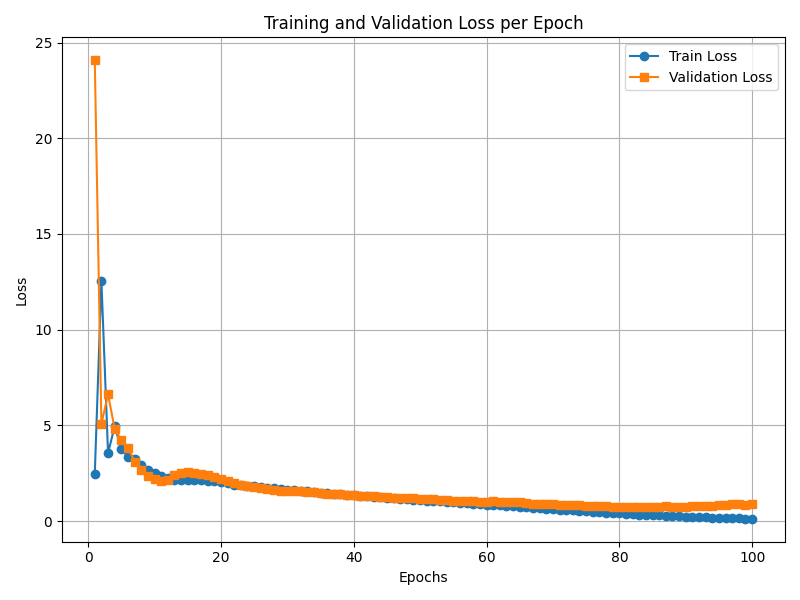 Training and Validation Loss per Epoch
Train Loss
Validation Loss
Loss
25
20
15
10
5
0
0 20 40 60 80 100
Epochs